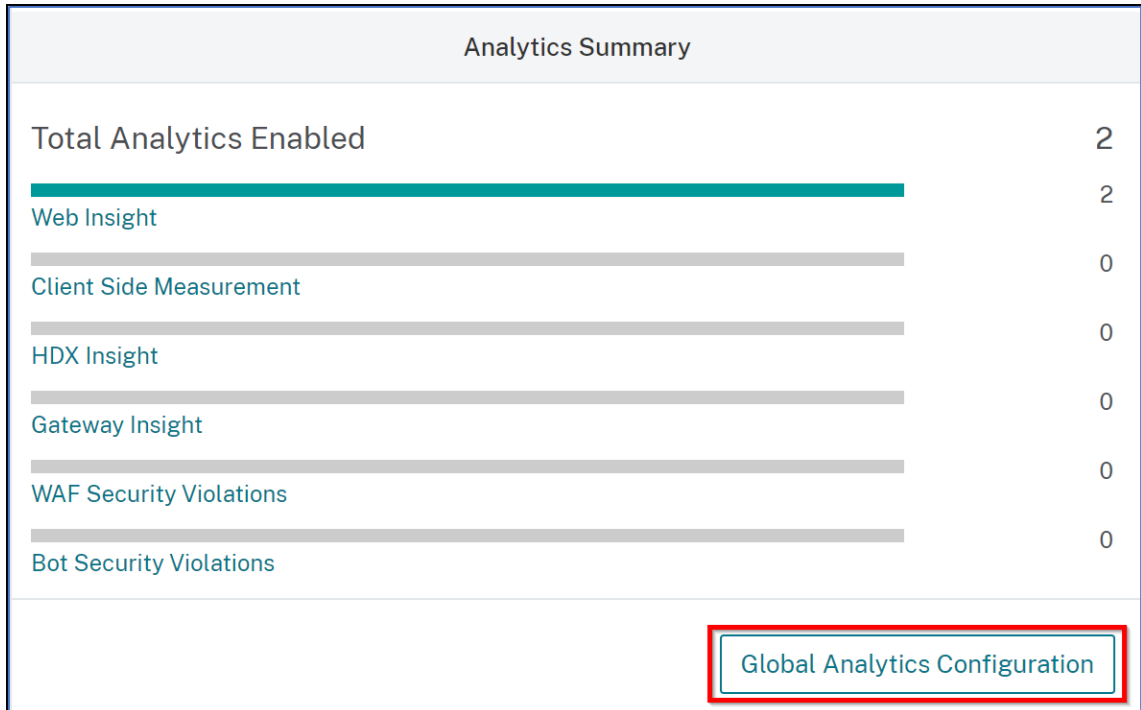 Analytics Summary
Total Analytics Enabled 2
2
Web Insight
0
Client Side Measurement
0
HDX Insight
0
Gateway Insight
0
WAF Security Violations
0
Bot Security Violations
Global Analytics Configuration